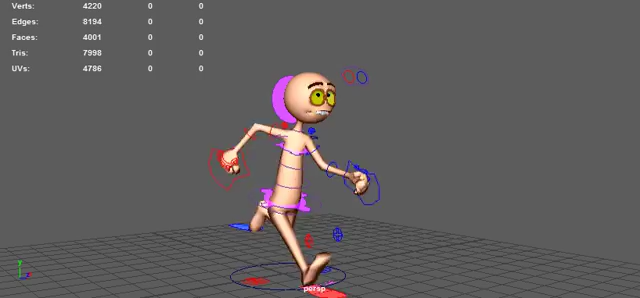 Verts: 4220 0 0
Edges: 8194 0 0
Faces: 4001 0 0
Tris: 7998 0 0
UVs: 4786 0 0
y
persp